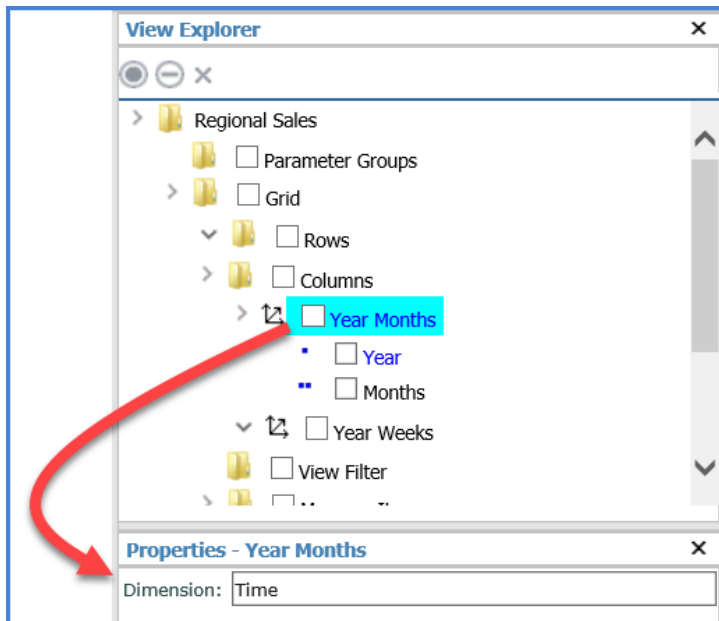 View Explorer
Regional Sales
Parameter Groups
Grid
Rows
Columns
Year Months
Year
Months
Year Weeks
View Filter
Properties - Year Months
Dimension: Time